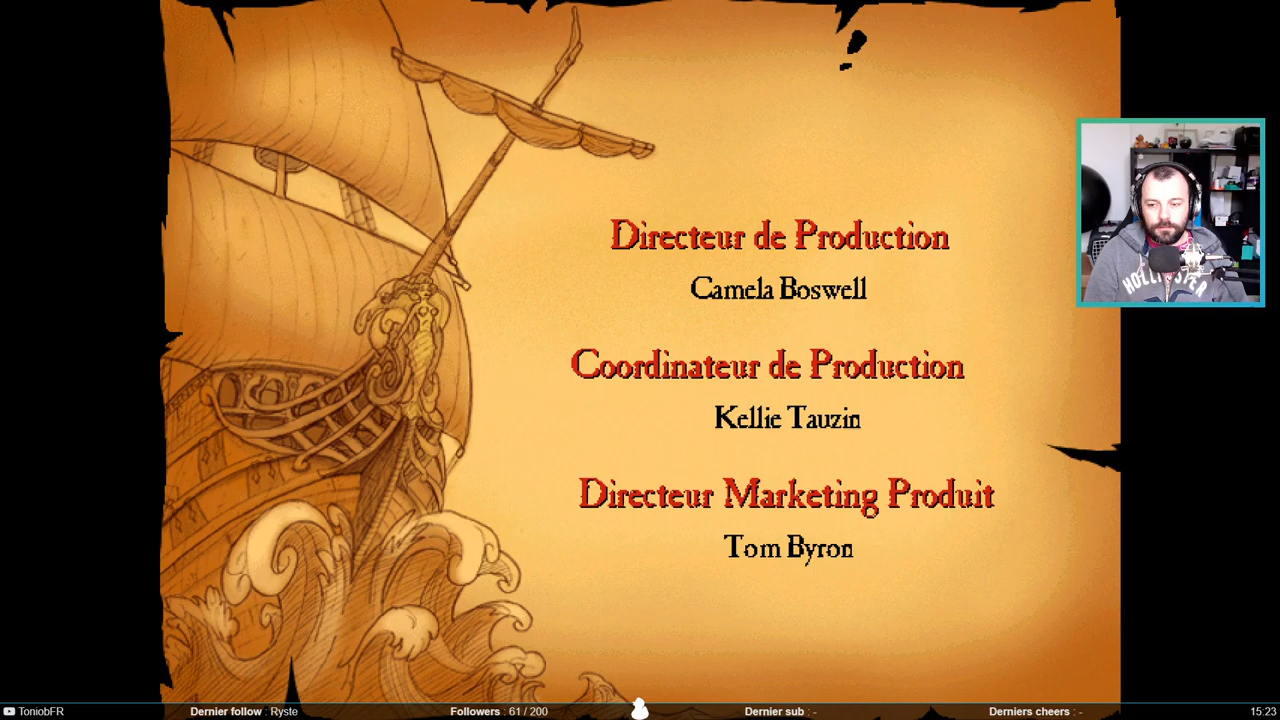 Directeur de Production
Camela Boswell
Coordinateur de Production
Kellie Tauzin
Directeur Marketing Produit
Tom Byron
HOLLISTER
ToniobFR
Dernier follow : Ryste
Followers : 61 / 200
Dernier sub : -
Derniers cheers : -
15:23